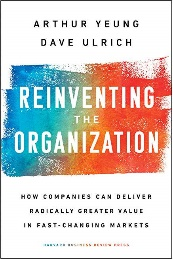 ARTHUR YEUNG
DAVE ULRICH
REINVENTING
THE
ORGANIZATION
HOW COMPANIES CAN DELIVER
RADICALLY GREATER VALUE
IN FAST-CHANGING MARKETS
HARVARD BUSINESS REVIEW PRESS